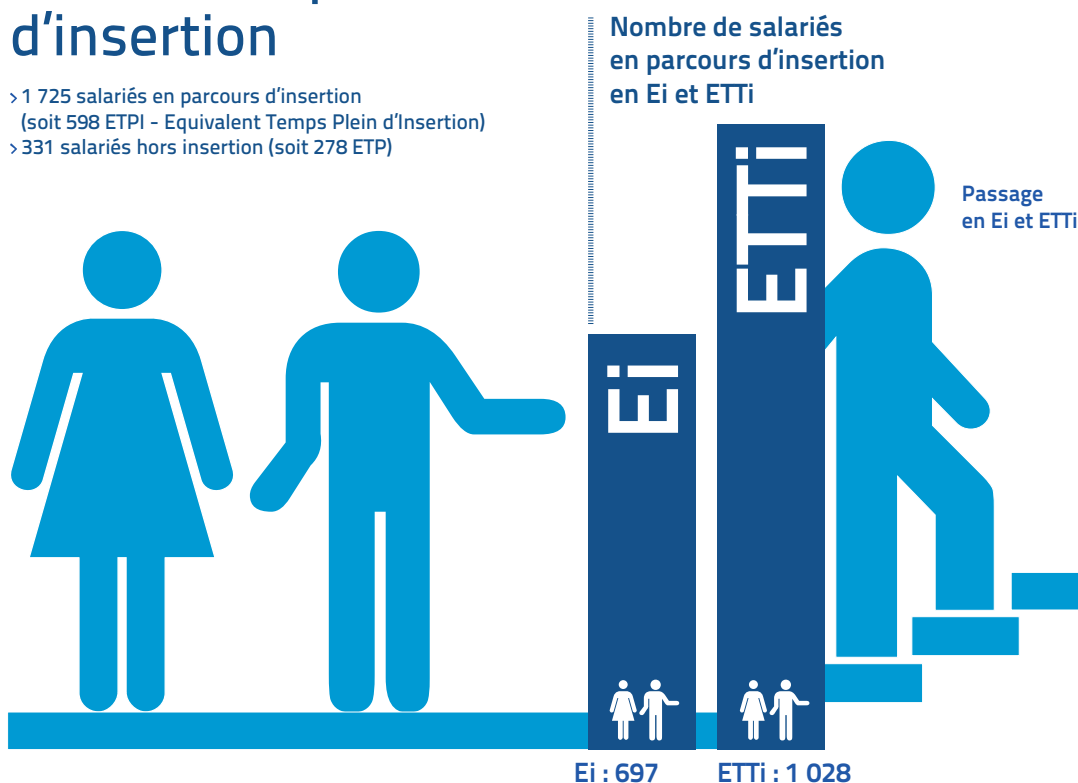 d’insertion
› 1 725 salariés en parcours d’insertion
(soit 598 ETPI - Equivalent Temps Plein d’Insertion)
› 331 salariés hors insertion (soit 278 ETP)
Nombre de salariés
en parcours d’insertion
en Ei et ETTi
Passage
en Ei et ETTi
Ei
ETTi
Ei : 697
ETTi : 1 028